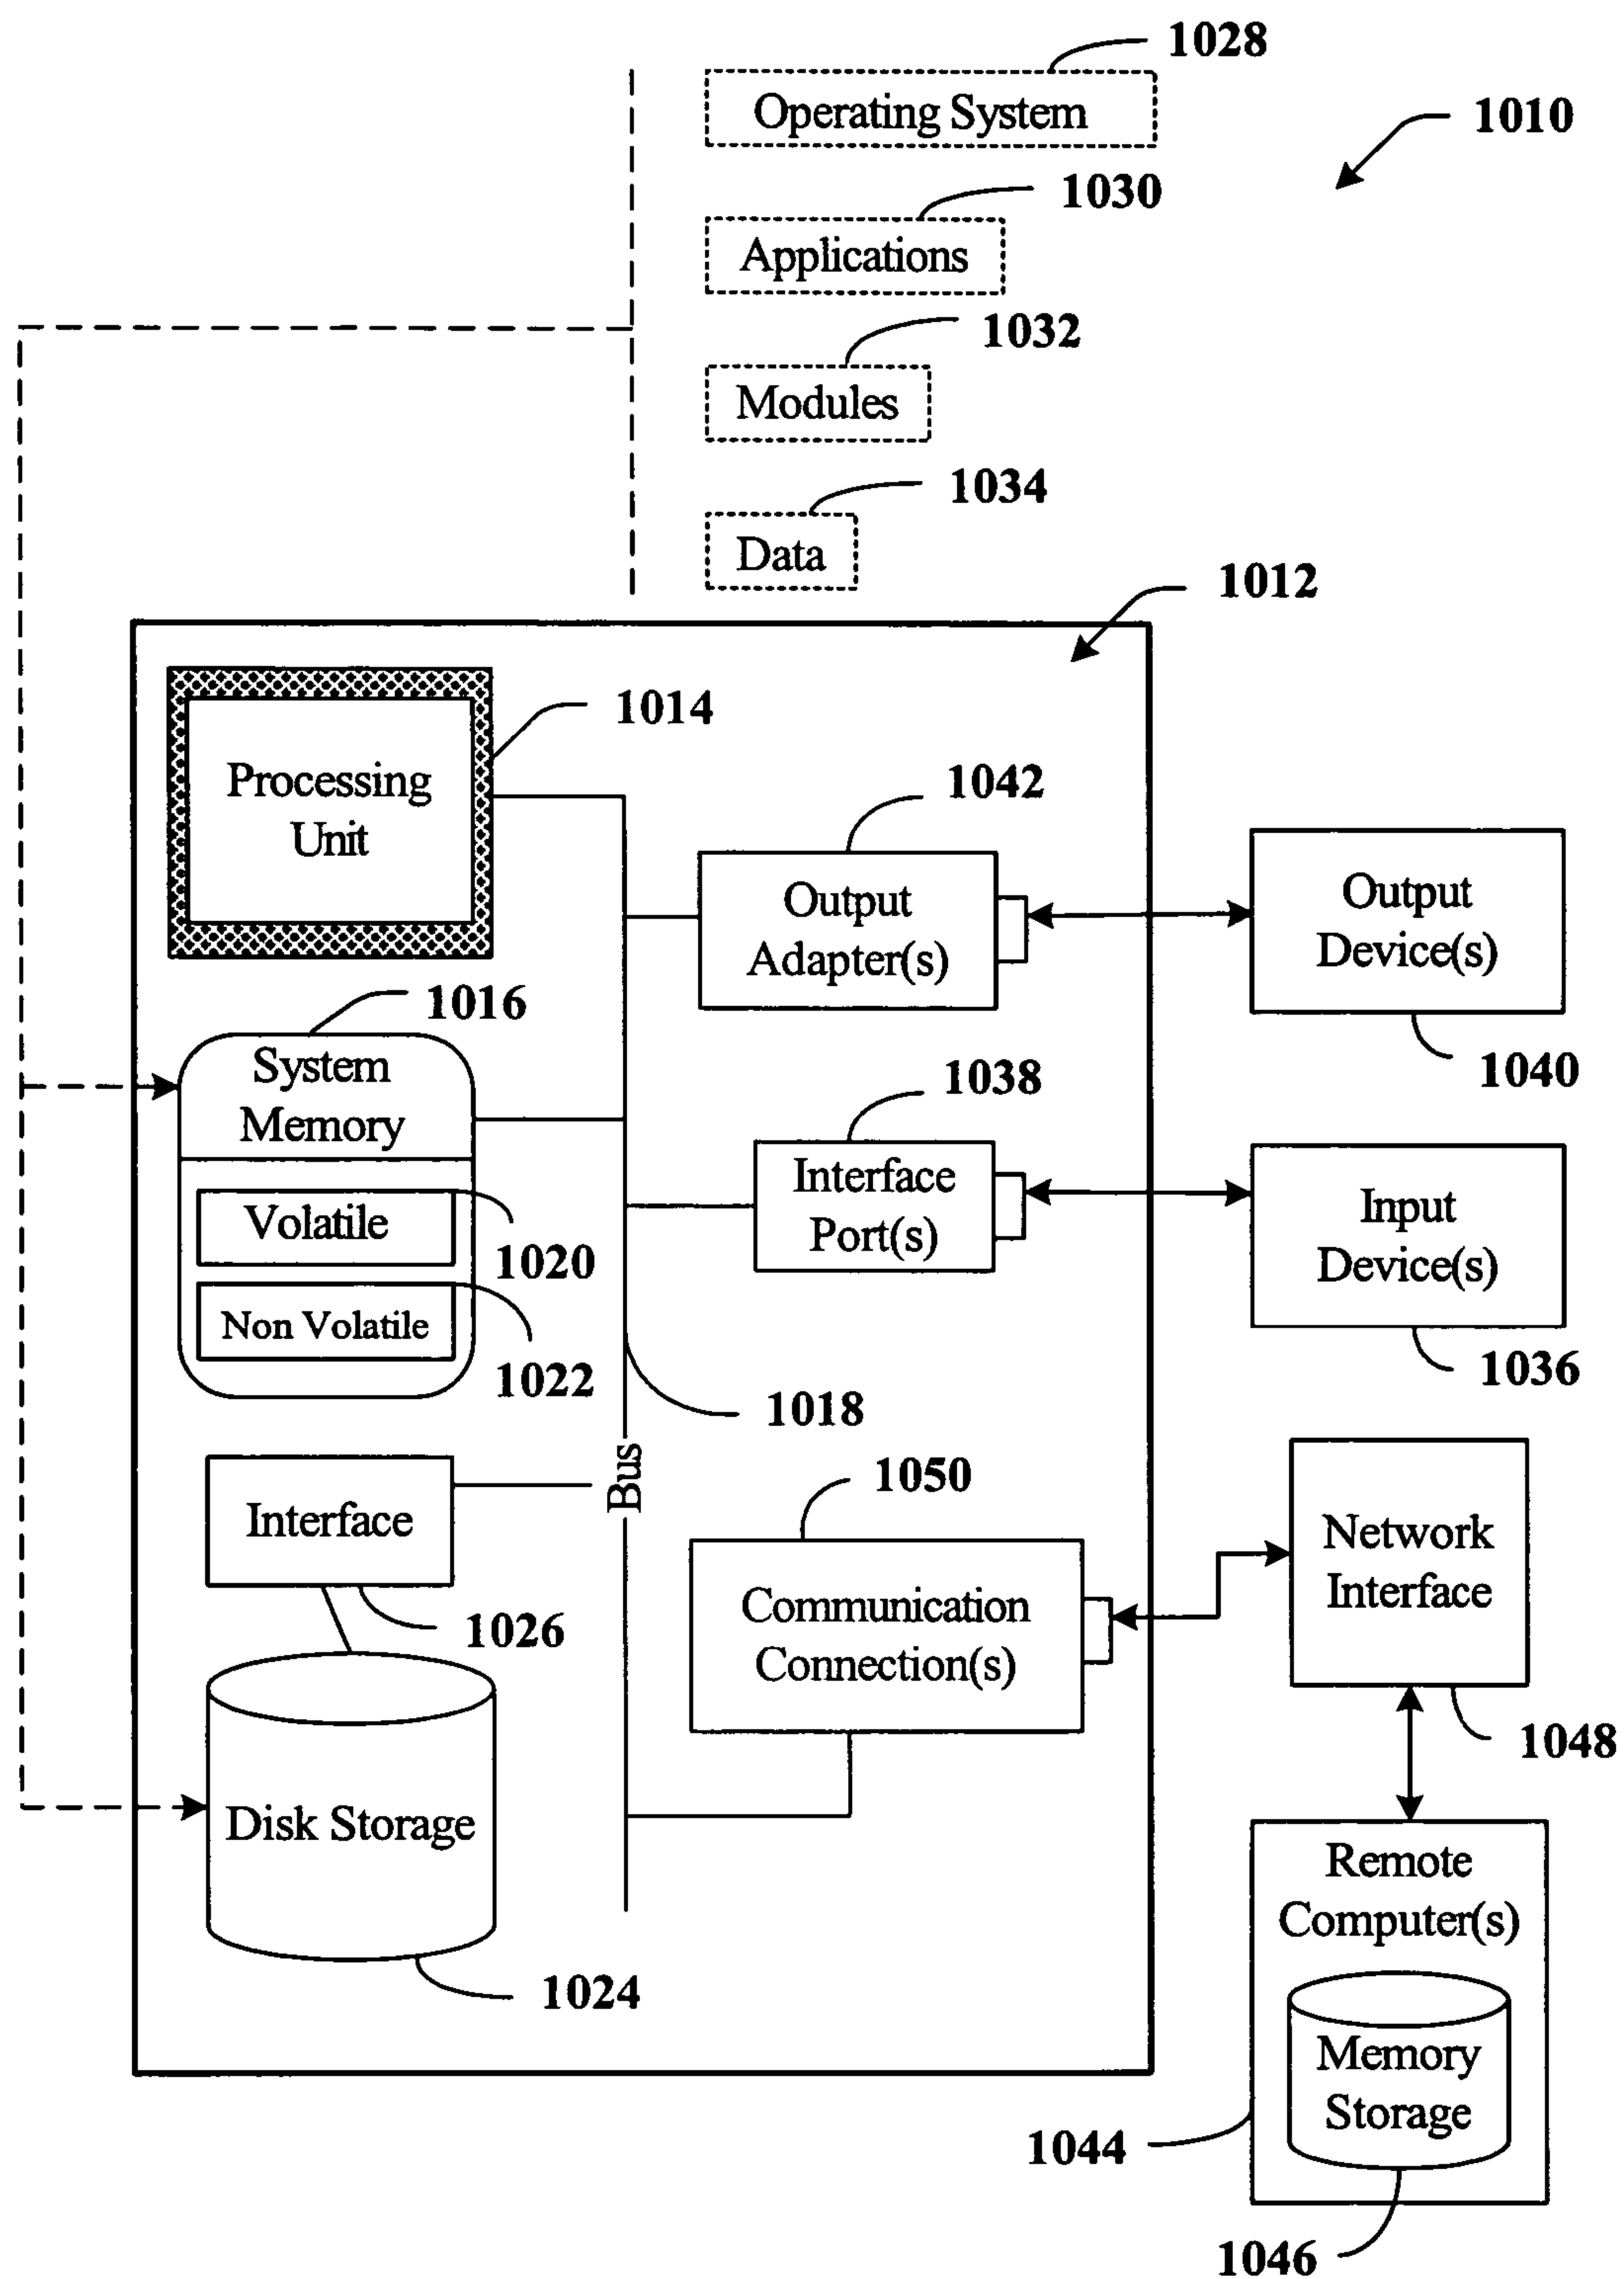 1028
Operating System
1010
1030
Applications
1032
Modules
1034
Data
1012
1014
Processing
Unit
1042
Output
Adapter(s)
Output
Device(s)
1040
1016
System
Memory
Volatile
1020
Non Volatile
1022
1038
Interface
Port(s)
Input
Device(s)
1036
1018
Bus
Interface
1026
1050
Communication
Connection(s)
Network
Interface
1048
Disk Storage
1024
Remote
Computer(s)
Memory
Storage
1044
1046